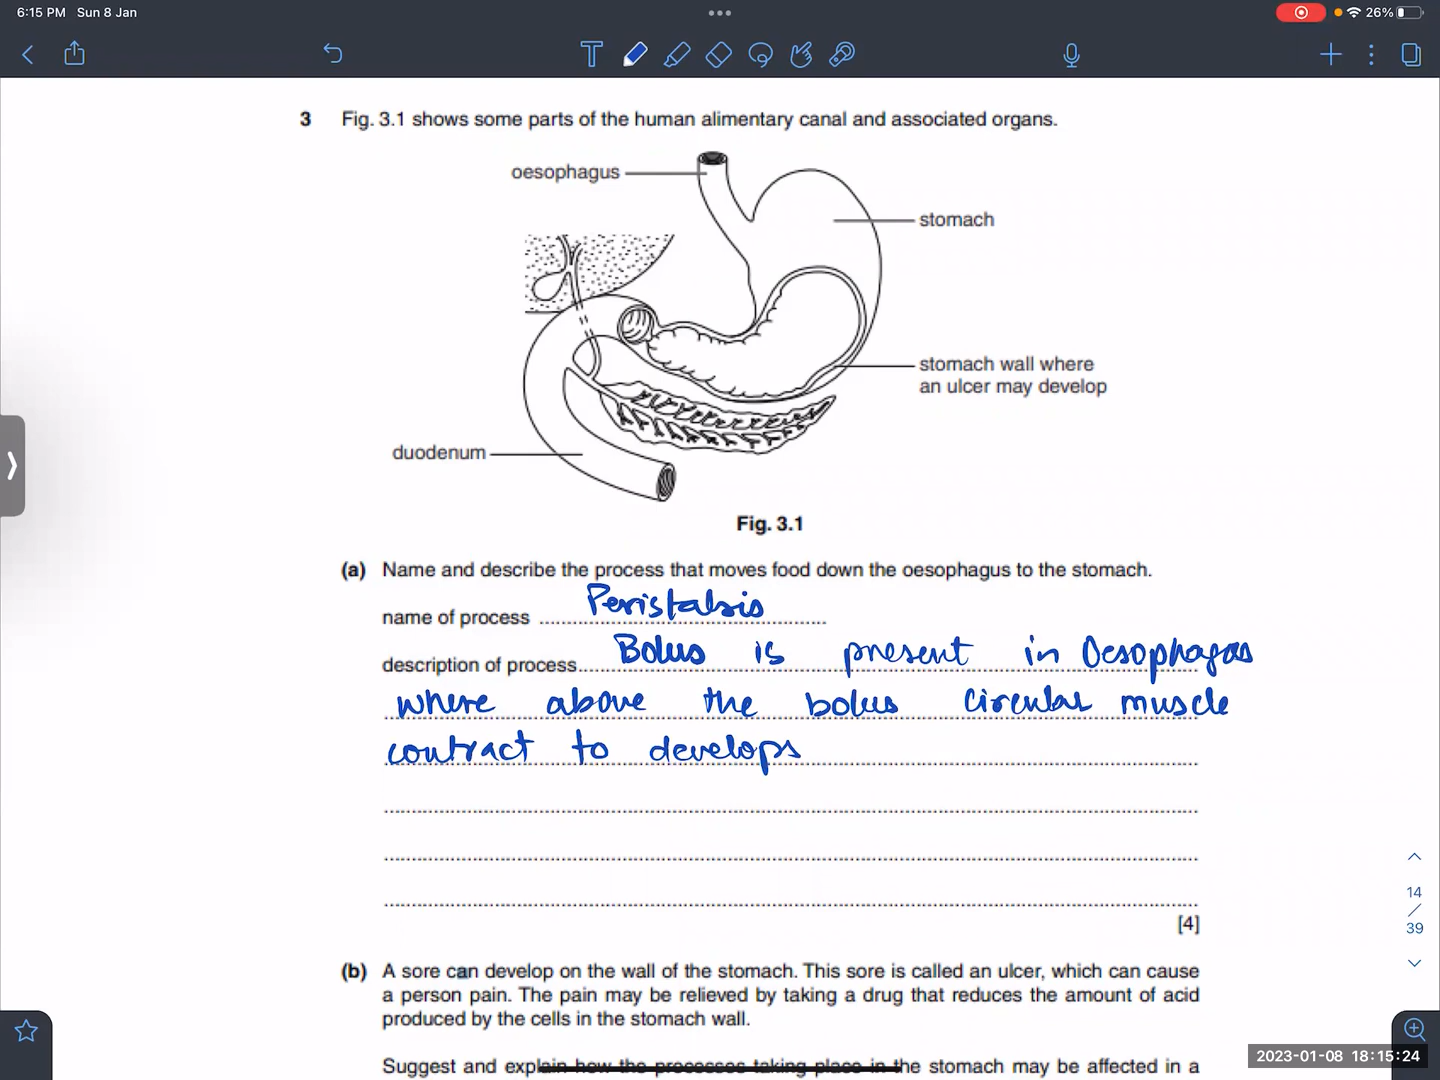 6:15 PM Sun 8 Jan
26%
3 Fig. 3.1 shows some parts of the human alimentary canal and associated organs.
oesophagus
stomach
stomach wall where
an ulcer may develop
duodenum
Fig. 3.1
(a) Name and describe the process that moves food down the oesophagus to the stomach.
name of process Peristalsis
description of process Bolus is present in Oesophagas
where above the bolus circular muscle
contract to develops
[4]
(b) A sore can develop on the wall of the stomach. This sore is called an ulcer, which can cause
a person pain. The pain may be relieved by taking a drug that reduces the amount of acid
produced by the cells in the stomach wall.
Suggest and explain how the processes taking place in the stomach may be affected in a
14
/
39
2023-01-08 18:15:24